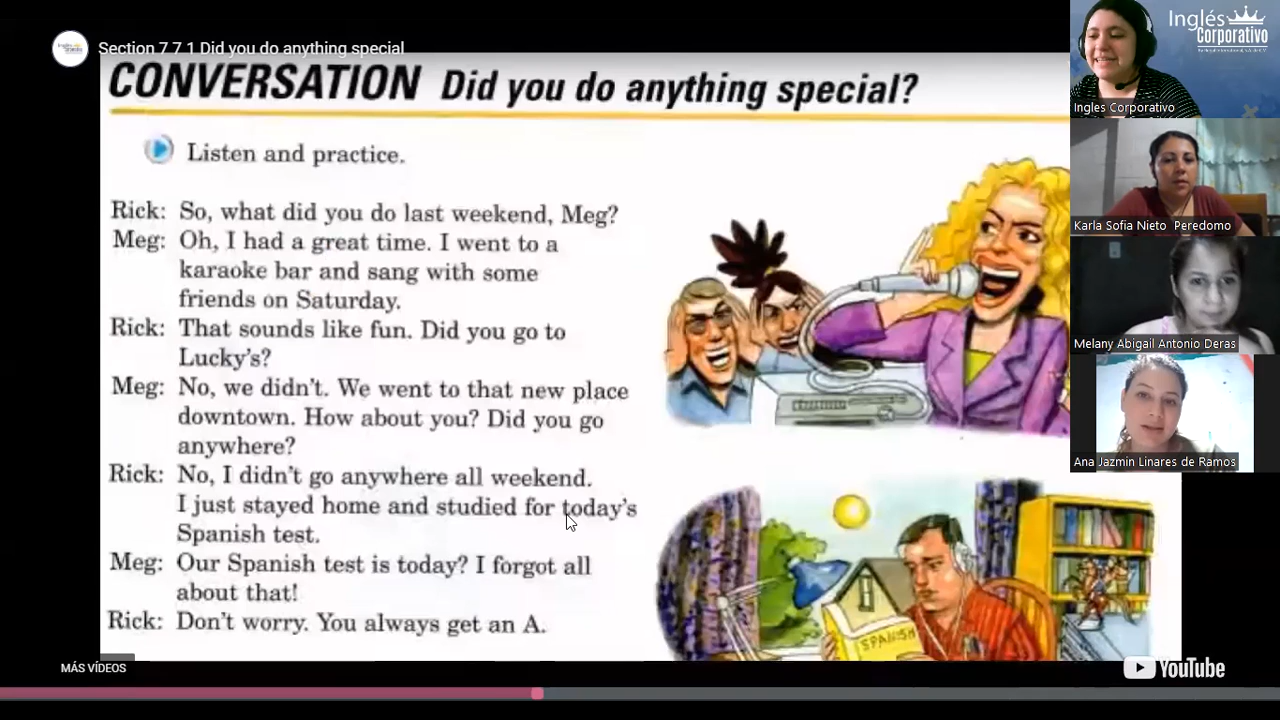 Section 7 7 1 Did you do anything special
CONVERSATION Did you do anything special?
Listen and practice.
Rick: So, what did you do last weekend, Meg?
Meg: Oh, I had a great time. I went to a
karaoke bar and sang with some
friends on Saturday.
Rick: That sounds like fun. Did you go to
Lucky's?
Meg: No, we didn't. We went to that new place
downtown. How about you? Did you go
anywhere?
Rick: No, I didn't go anywhere all weekend.
I just stayed home and studied for today's
Spanish test.
Meg: Our Spanish test is today? I forgot all
about that!
Rick: Don't worry. You always get an A.
SPANISH
MÁS VÍDEOS
YouTube
Inglés
Corporativo
Ingles Corporativo
Karla Sofia Nieto Peredomo
Melany Abigail Antonio Deras
Ana Jazmin Linares de Ramos